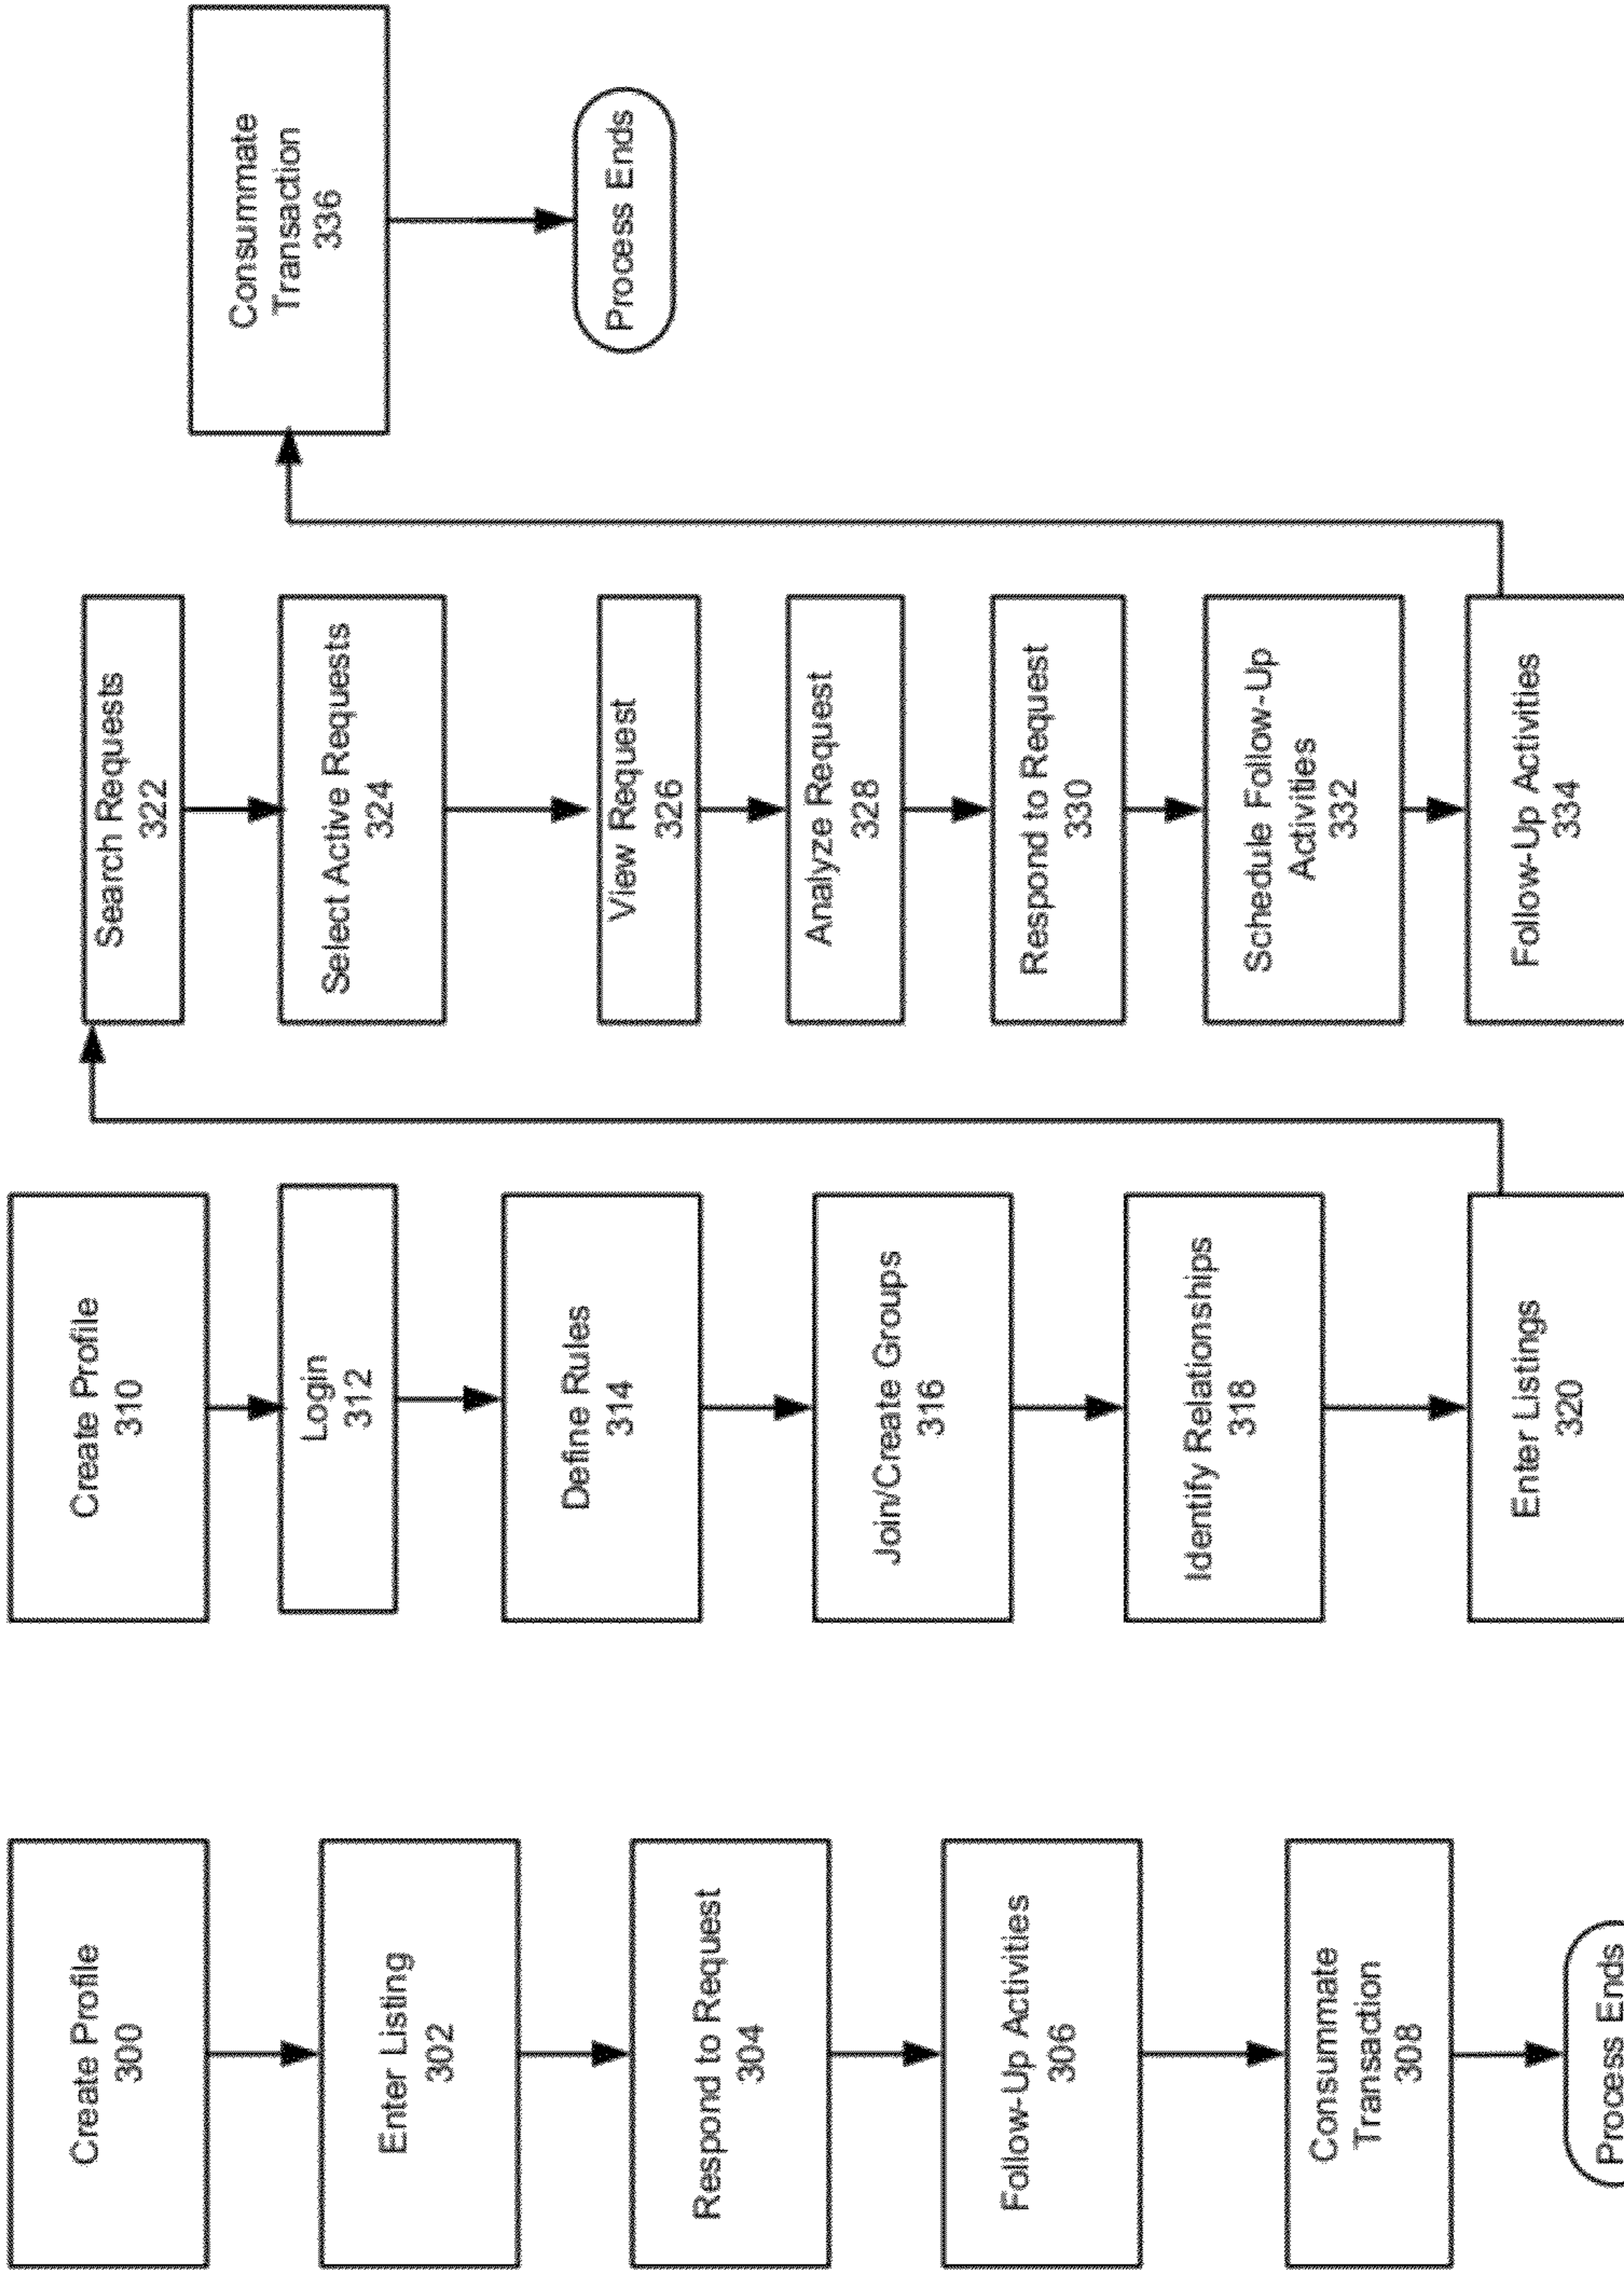 Create Profile
300
Enter Listing
302
Respond to Request
304
Follow-Up Activities
306
Consummate
Transaction
308
Process Ends
Create Profile
310
Login
312
Define Rules
314
Join/Create Groups
316
Identify Relationships
318
Enter Listings
320
Search Requests
322
Select Active Requests
324
View Request
326
Analyze Request
328
Respond to Request
330
Schedule Follow-Up
Activities
332
Follow-Up Activities
334
Consummate
Transaction
336
Process Ends